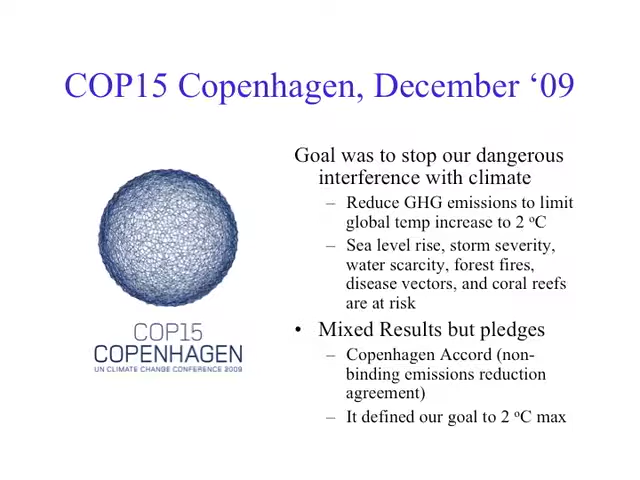 COP15 Copenhagen, December ‘09
Goal was to stop our dangerous
interference with climate
– Reduce GHG emissions to limit
global temp increase to 2 ºC
– Sea level rise, storm severity,
water scarcity, forest fires,
disease vectors, and coral reefs
are at risk
• Mixed Results but pledges
– Copenhagen Accord (non-
binding emissions reduction
agreement)
– It defined our goal to 2 ºC max
COP15
COPENHAGEN
UN CLIMATE CHANGE CONFERENCE 2009